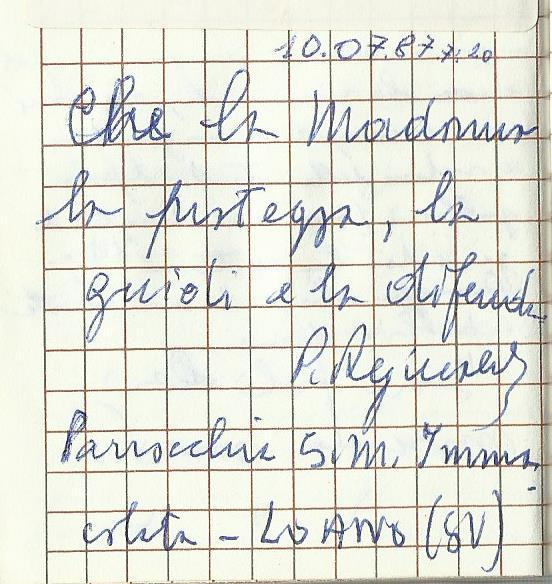 10.07.87. 7:20
Che la Madonna
la protegga, la
guidi e la difenda.
P.
Parrocchia S.M. Imma-
colata - LOANO (SV)